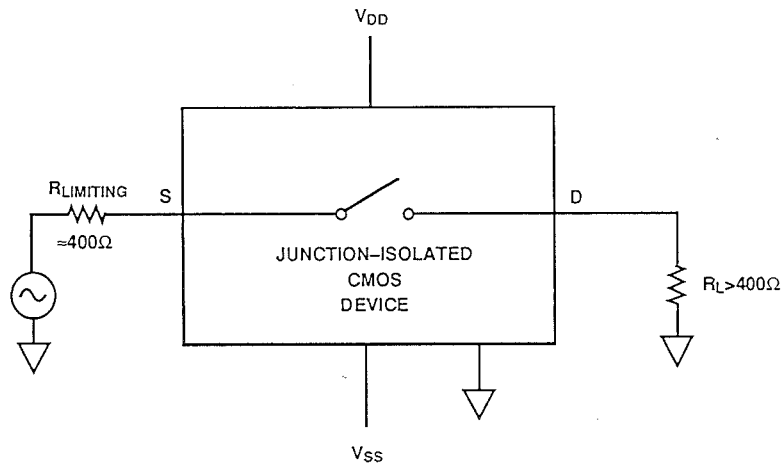 VDD
RLIMITING
≈400Ω
S
D
JUNCTION–ISOLATED
CMOS
DEVICE
RL>400Ω
VSS